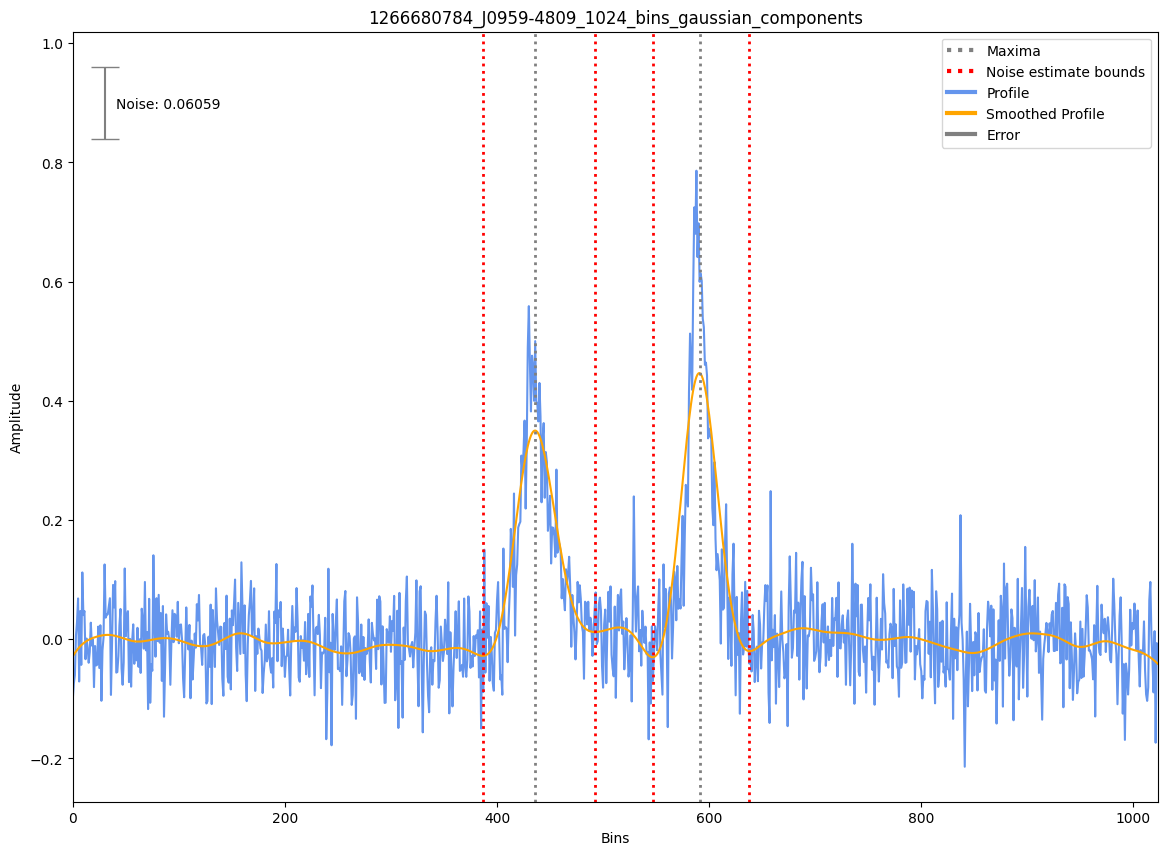 1266680784_J0959-4809_1024_bins_gaussian_components
1.0
0.8
0.6
0.4
0.2
0.0
−0.2
Amplitude
Noise: 0.06059
Maxima
Noise estimate bounds
Profile
Smoothed Profile
Error
0 200 400 600 800 1000
Bins